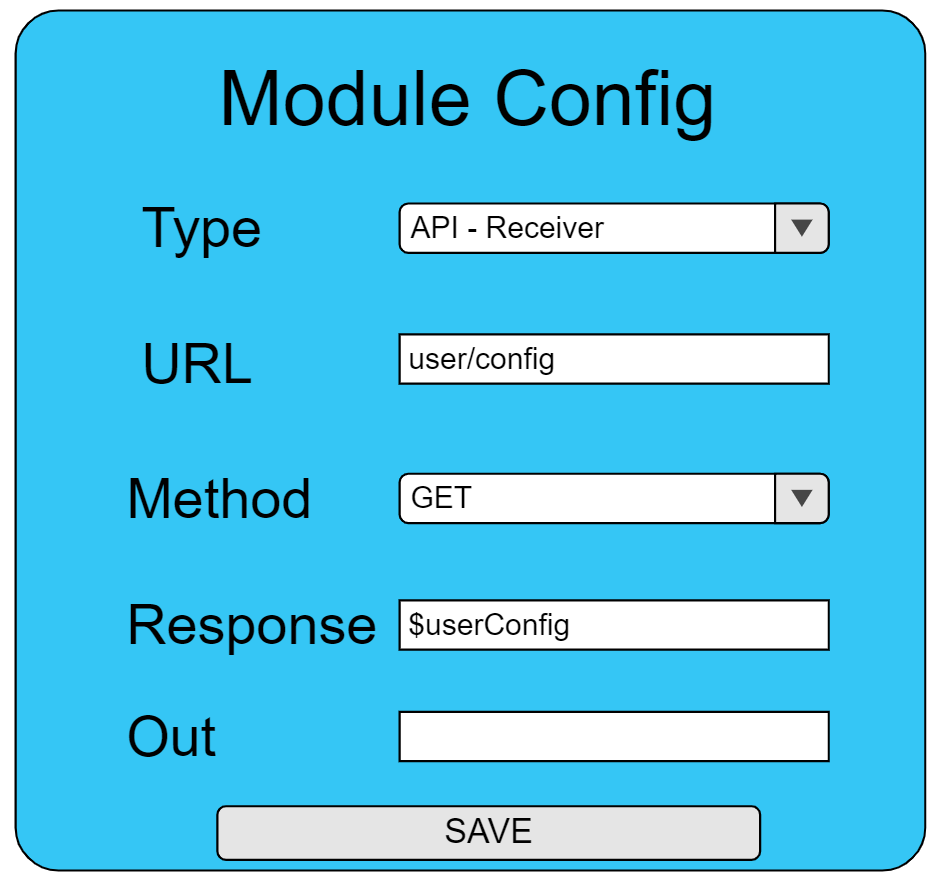 Module Config
Type API - Receiver
URL user/config
Method GET
Response $userConfig
Out
SAVE